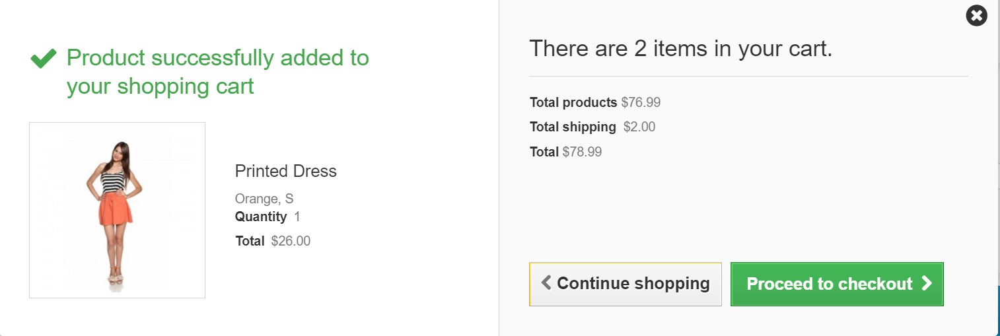 Product successfully added to
your shopping cart
Printed Dress
Orange, S
Quantity 1
Total $26.00
There are 2 items in your cart.
Total products $76.99
Total shipping $2.00
Total $78.99
Continue shopping
Proceed to checkout